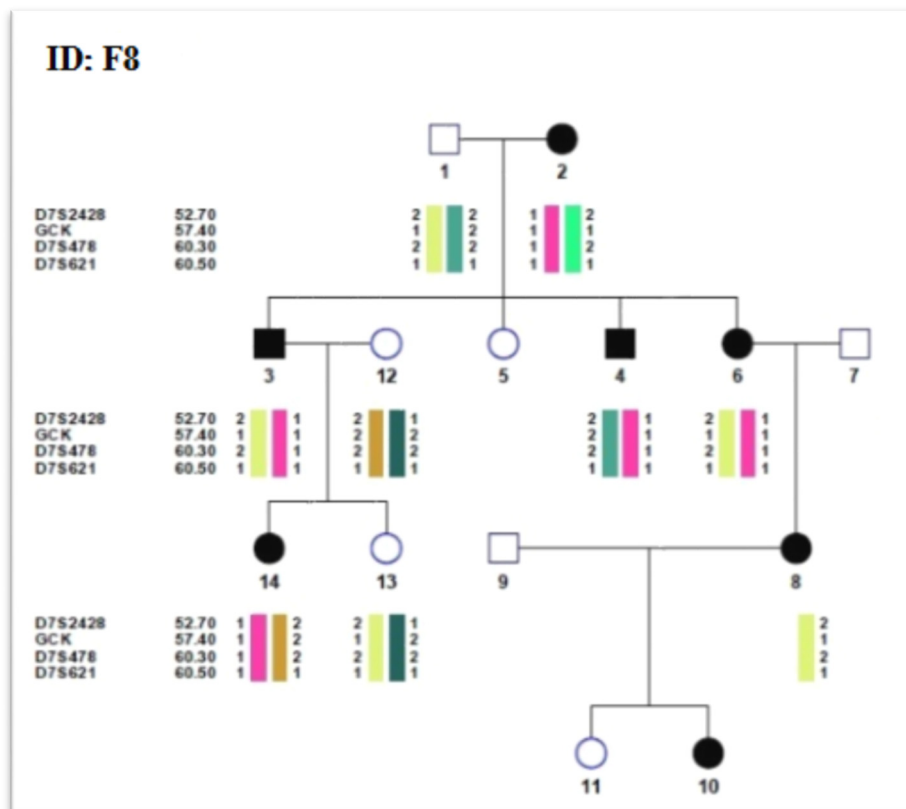 ID: F8
1 2
D7S2428 52.70 2 2 1 2
GCK 57.40 1 2 1 1
D7S478 60.30 2 2 1 2
D7S621 60.50 1 1 1 1
3 12 5 4 6 7
D7S2428 52.70 2 1 2 1 2 1 2 1
GCK 57.40 1 1 2 2 2 1 1 1
D7S478 60.30 2 1 2 2 2 1 2 1
D7S621 60.50 1 1 1 1 1 1 1 1
14 13 9 8
D7S2428 52.70 1 2 2 1 2
GCK 57.40 1 2 1 2 1
D7S478 60.30 1 2 2 2 2
D7S621 60.50 1 1 1 1 1
11 10